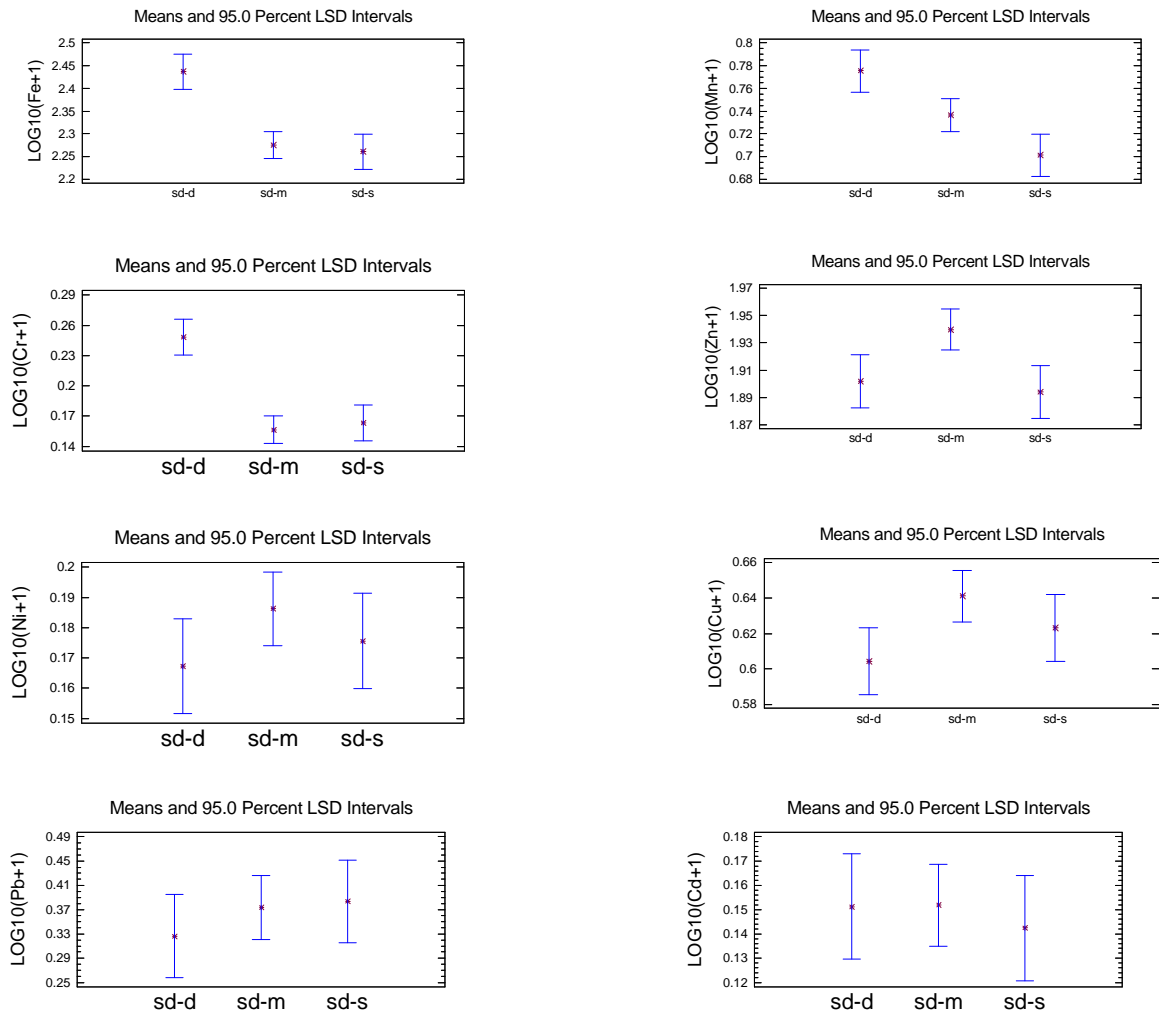 Means and 95.0 Percent LSD Intervals
LOG10(Fe+1)
2.5
2.45
2.4
2.35
2.3
2.25
2.2
sd-d sd-m sd-s
Means and 95.0 Percent LSD Intervals
LOG10(Mn+1)
0.8
0.78
0.76
0.74
0.72
0.7
0.68
sd-d sd-m sd-s
Means and 95.0 Percent LSD Intervals
LOG10(Cr+1)
0.29
0.26
0.23
0.2
0.17
0.14
sd-d sd-m sd-s
Means and 95.0 Percent LSD Intervals
LOG10(Zn+1)
1.97
1.95
1.93
1.91
1.89
1.87
sd-d sd-m sd-s
Means and 95.0 Percent LSD Intervals
LOG10(Ni+1)
0.2
0.19
0.18
0.17
0.16
0.15
sd-d sd-m sd-s
Means and 95.0 Percent LSD Intervals
LOG10(Cu+1)
0.66
0.64
0.62
0.6
0.58
sd-d sd-m sd-s
Means and 95.0 Percent LSD Intervals
LOG10(Pb+1)
0.49
0.45
0.41
0.37
0.33
0.29
0.25
sd-d sd-m sd-s
Means and 95.0 Percent LSD Intervals
LOG10(Cd+1)
0.18
0.17
0.16
0.15
0.14
0.13
0.12
sd-d sd-m sd-s